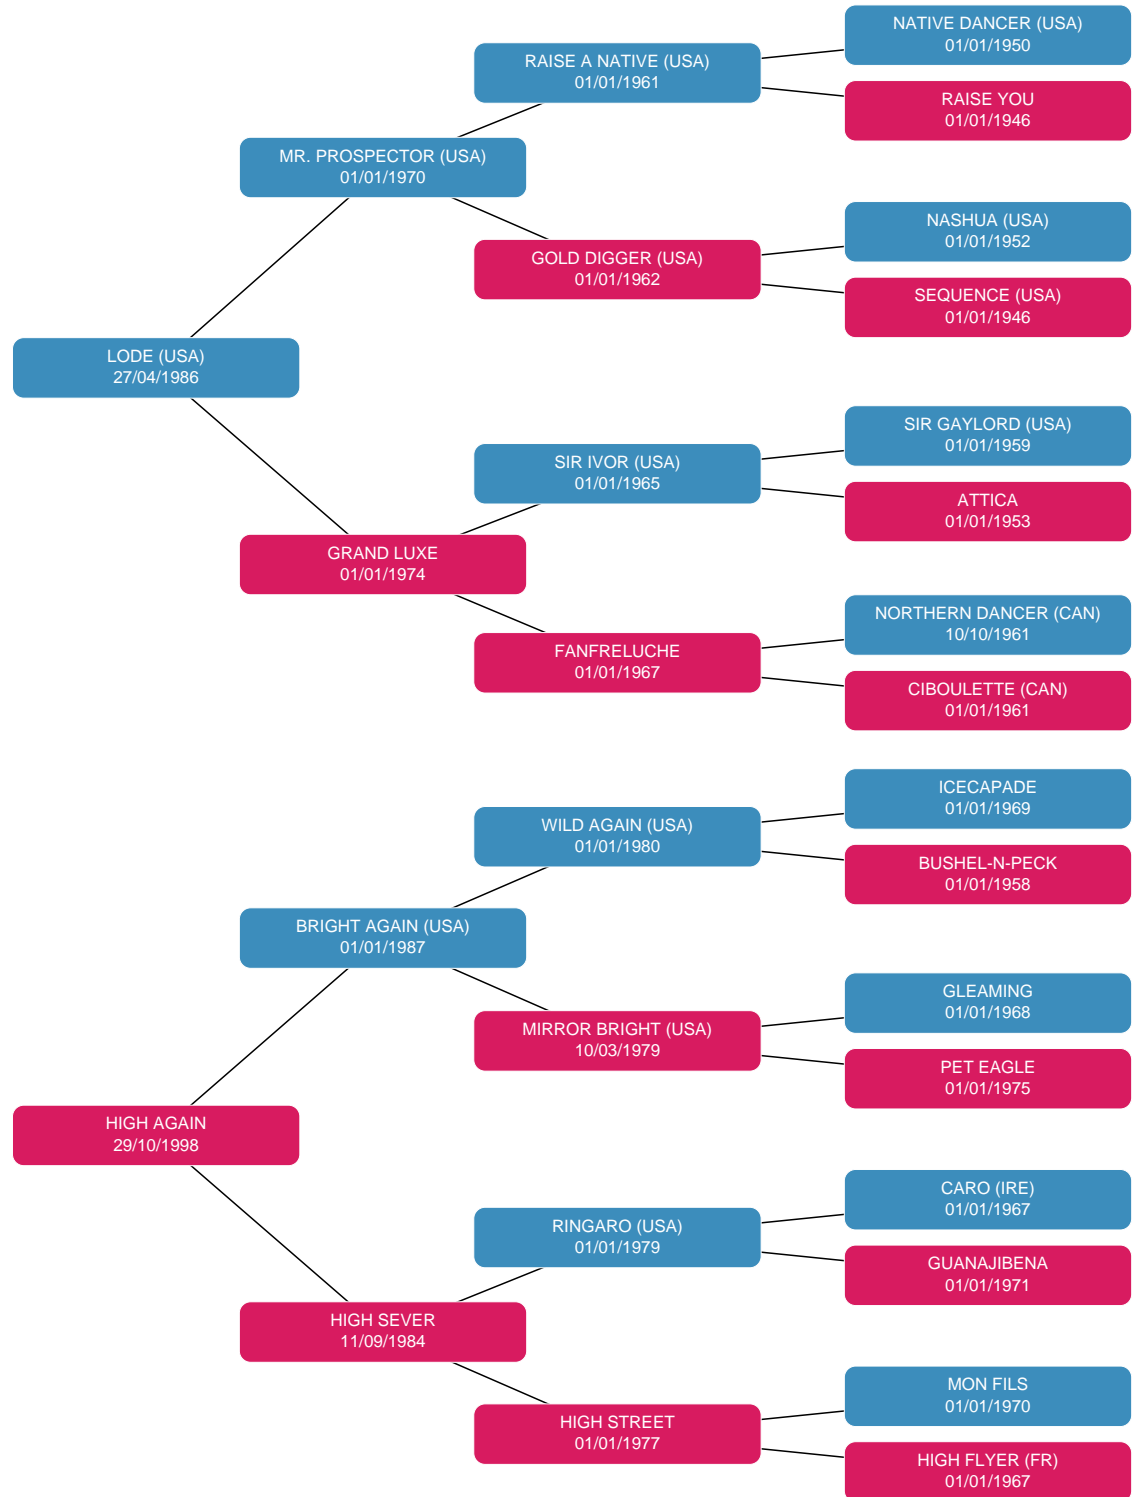 NATIVE DANCER (USA)
01/01/1950
RAISE A NATIVE (USA)
01/01/1961
RAISE YOU
01/01/1946
MR. PROSPECTOR (USA)
01/01/1970
NASHUA (USA)
01/01/1952
GOLD DIGGER (USA)
01/01/1962
SEQUENCE (USA)
01/01/1946
LODE (USA)
27/04/1986
SIR GAYLORD (USA)
01/01/1959
SIR IVOR (USA)
01/01/1965
ATTICA
01/01/1953
GRAND LUXE
01/01/1974
NORTHERN DANCER (CAN)
10/10/1961
FANFRELUCHE
01/01/1967
CIBOULETTE (CAN)
01/01/1961
ICECAPADE
01/01/1969
WILD AGAIN (USA)
01/01/1980
BUSHEL-N-PECK
01/01/1958
BRIGHT AGAIN (USA)
01/01/1987
GLEAMING
01/01/1968
MIRROR BRIGHT (USA)
10/03/1979
PET EAGLE
01/01/1975
HIGH AGAIN
29/10/1998
CARO (IRE)
01/01/1967
RINGARO (USA)
01/01/1979
GUANAJIBENA
01/01/1971
HIGH SEVER
11/09/1984
MON FILS
01/01/1970
HIGH STREET
01/01/1977
HIGH FLYER (FR)
01/01/1967